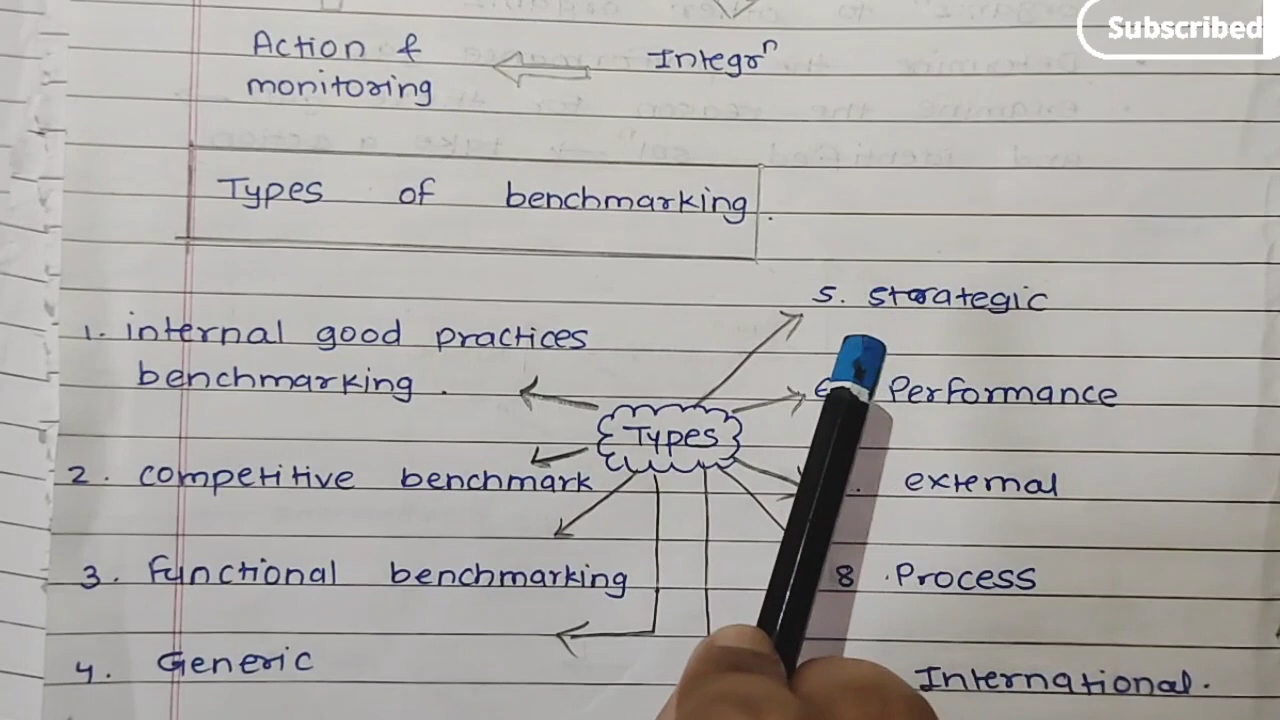 Subscribed
Action & Integrⁿ
monitoring
Types of benchmarking.
5. Strategic
1. internal good practices
benchmarking.
Performance
Types
2. competitive benchmark
external
3. Functional benchmarking
8. Process
4. Generic
International.